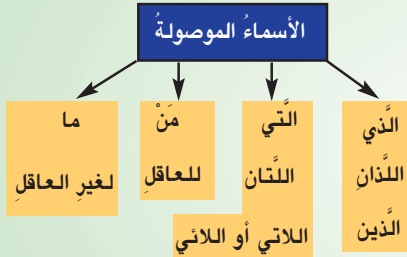 الأسماءُ الموصولةُ
الَّذي
اللَّذانِ
الَّذين
الَّتي
اللَّتان
اللاتي أو اللائي
مَنْ
للعاقلِ
ما
لغيرِ العاقلِ